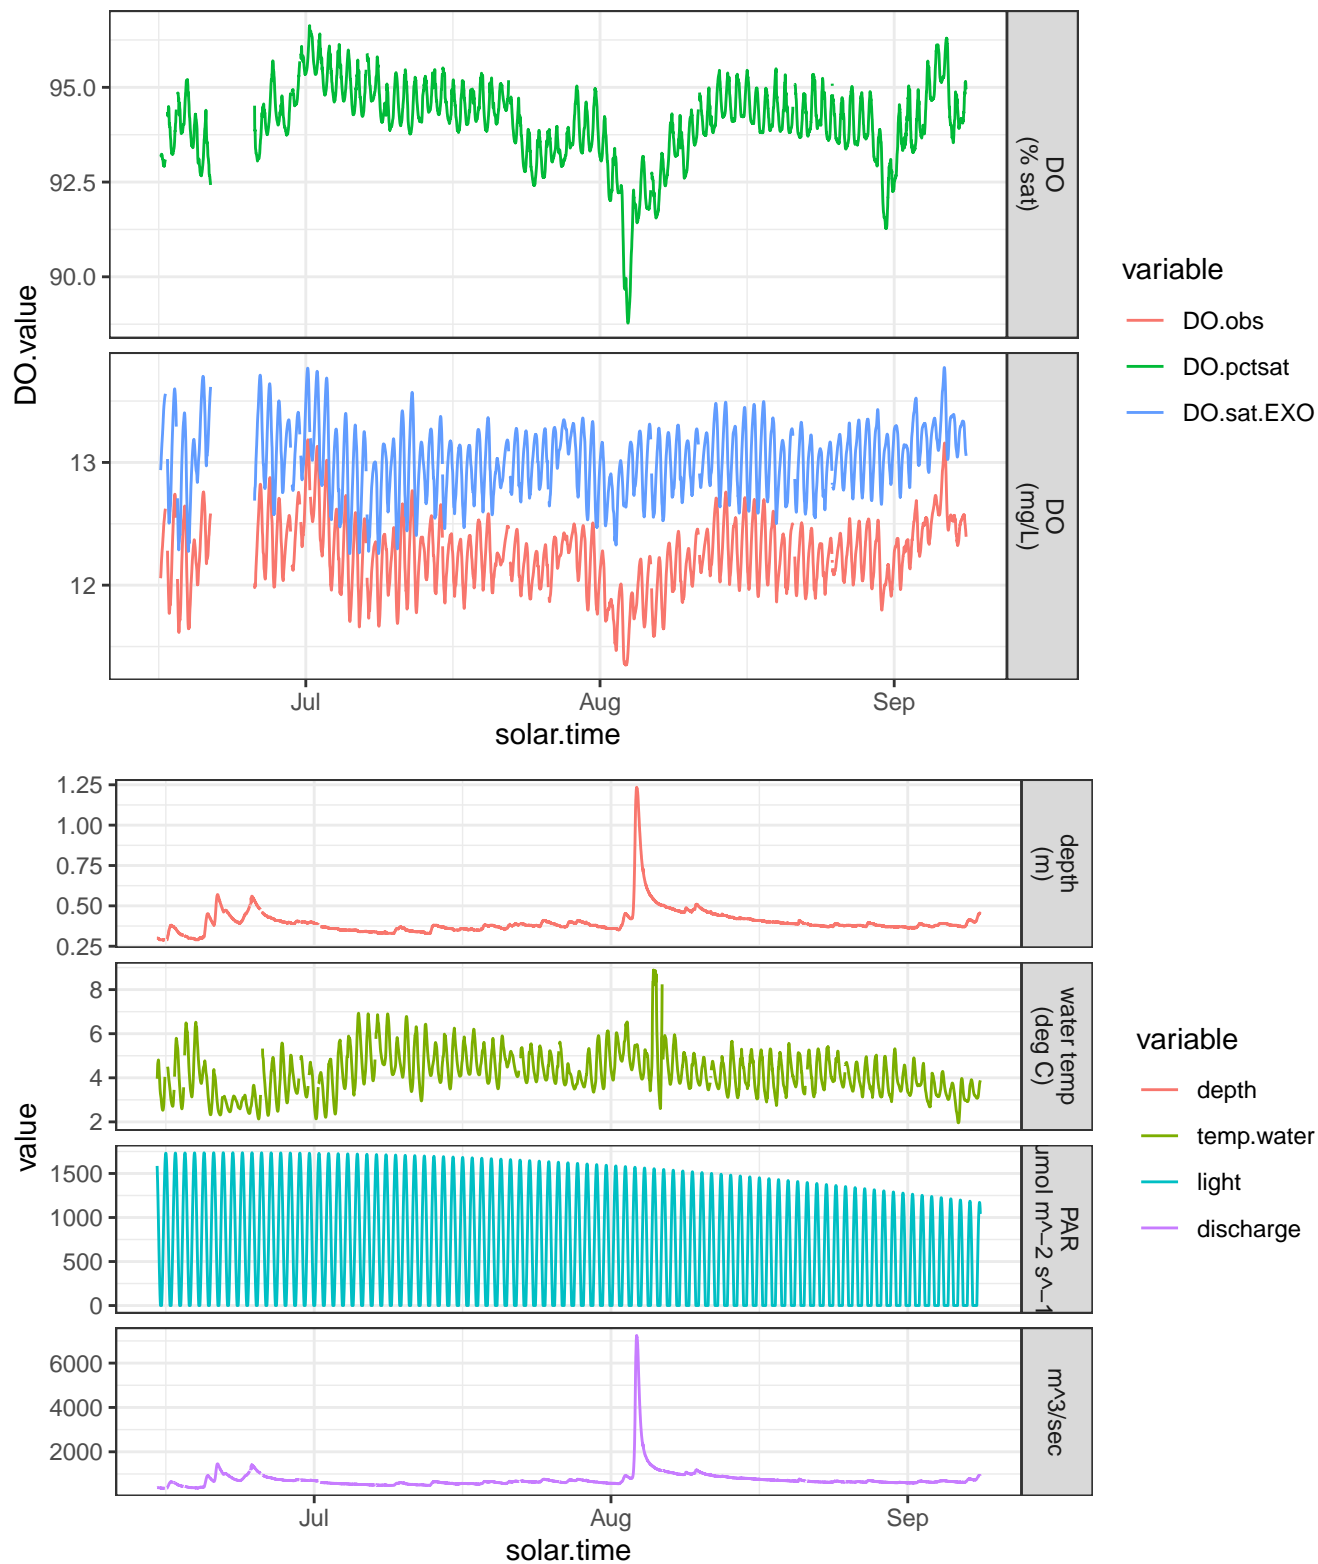 95.0
92.5
90.0
DO
(% sat)
13
12
DO
(mg/L)
DO.value
Jul
Aug
Sep
solar.time
variable
DO.obs
DO.pctsat
DO.sat.EXO
1.25
1.00
0.75
0.50
0.25
depth
(m)
8
6
4
2
water temp
(deg C)
1500
1000
500
0
PAR
umol m^-2 s^-1
6000
4000
2000
m^3/sec
value
Jul
Aug
Sep
solar.time
variable
depth
temp.water
light
discharge